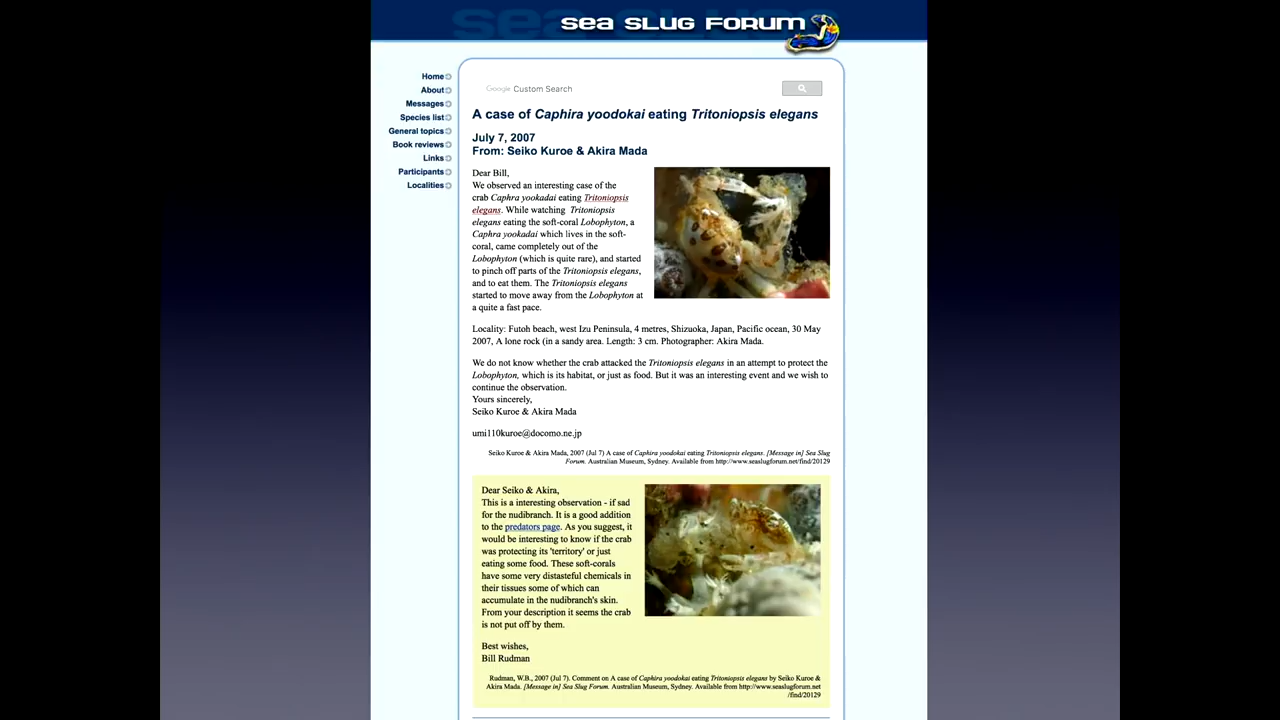 sea slug forum
Home
About
Messages
Species list
General topics
Book reviews
Links
Participants
Localities
Google Custom Search
A case of Caphira yoodokai eating Tritoniopsis elegans
July 7, 2007
From: Seiko Kuroe & Akira Mada
Dear Bill,
We observed an interesting case of the
crab Caphra yookadai eating Tritoniopsis
elegans. While watching Tritoniopsis
elegans eating the soft-coral Lobophyton, a
Caphra yookadai which lives in the soft-
coral, came completely out of the
Lobophyton (which is quite rare), and started
to pinch off parts of the Tritoniopsis elegans,
and to eat them. The Tritoniopsis elegans
started to move away from the Lobophyton at
a quite a fast pace.
Locality: Futoh beach, west Izu Peninsula, 4 metres, Shizuoka, Japan, Pacific ocean, 30 May
2007, A lone rock (in a sandy area. Length: 3 cm. Photographer: Akira Mada.
We do not know whether the crab attacked the Tritoniopsis elegans in an attempt to protect the
Lobophyton, which is its habitat, or just as food. But it was an interesting event and we wish to
continue the observation.
Yours sincerely,
Seiko Kuroe & Akira Mada
umi110kuroe@docomo.ne.jp
Seiko Kuroe & Akira Mada, 2007 (Jul 7) A case of Caphira yoodokai eating Tritoniopsis elegans. [Message in] Sea Slug
Forum. Australian Museum, Sydney. Available from http://www.seaslugforum.net/find/20129
Dear Seiko & Akira,
This is a interesting observation - if sad
for the nudibranch. It is a good addition
to the predators page. As you suggest, it
would be interesting to know if the crab
was protecting its 'territory' or just
eating some food. These soft-corals
have some very distasteful chemicals in
their tissues some of which can
accumulate in the nudibranch's skin.
From your description it seems the crab
is not put off by them.
Best wishes,
Bill Rudman
Rudman, W.B., 2007 (Jul 7). Comment on A case of Caphira yoodokai eating Tritoniopsis elegans by Seiko Kuroe &
Akira Mada. [Message in] Sea Slug Forum. Australian Museum, Sydney. Available from http://www.seaslugforum.net
/find/20129